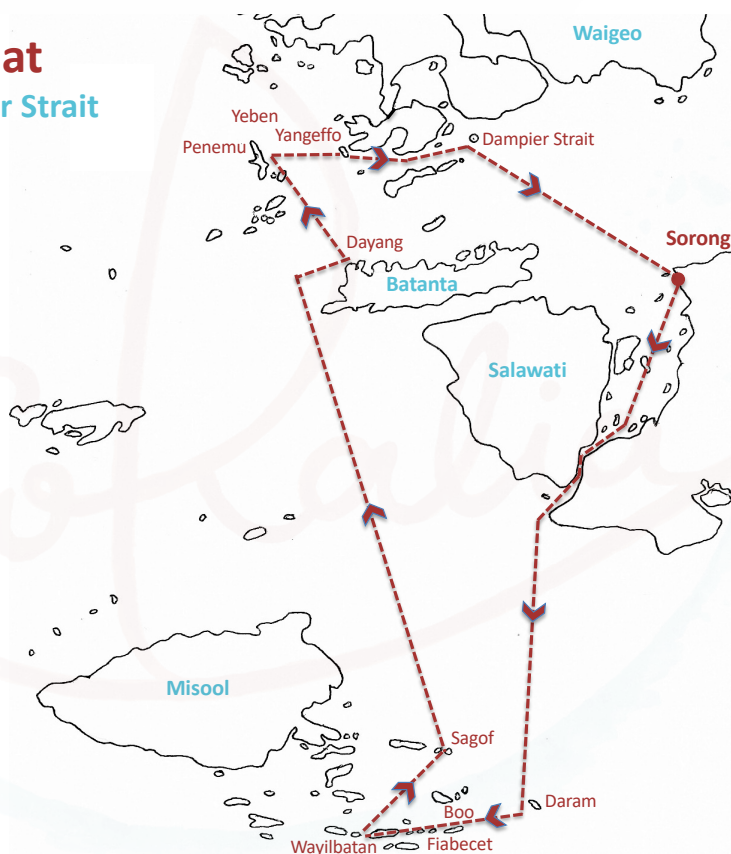 at
r Strait
Waigeo
Yeben
Yangeffo
Penemu
Dampier Strait
Sorong
Dayang
Batanta
Salawati
Misool
Sagof
Daram
Boo
Fiabecet
Wayilbatan